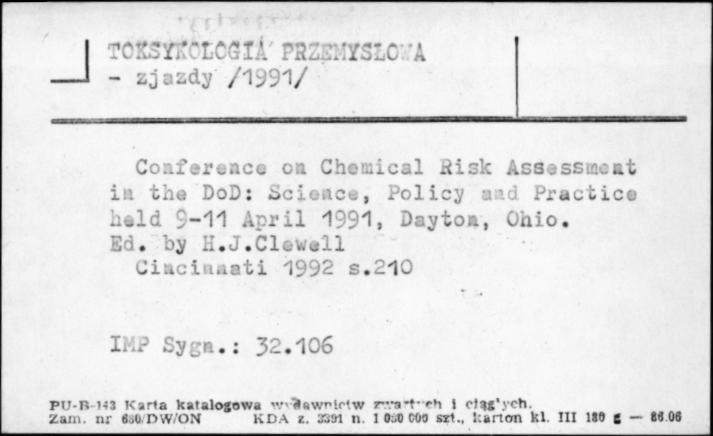 TOKSYKOLOGIA PRZEMYSŁOWA
- zjazdy /1991/
Conference on Chemical Risk Assessment
in the DoD: Science, Policy and Practice
held 9-11 April 1991, Dayton, Ohio.
Ed. by H.J.Clewell
Cincinnati 1992 s.210
IMP Sygn.: 32.106
PU-B-143 Karta katalogowa wydawnictw zwartych i ciągłych.
Zam. nr 680/DW/ON KDA z. 3391 n. 1 050 000 szt., karton kl. III 180 g — 86.06